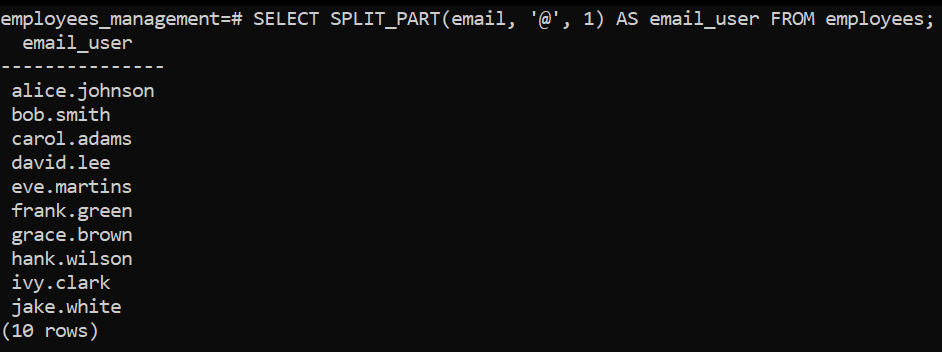 employees_management=# SELECT SPLIT_PART(email, '@', 1) AS email_user FROM employees;
email_user
---------------
alice.johnson
bob.smith
carol.adams
david.lee
eve.martins
frank.green
grace.brown
hank.wilson
ivy.clark
jake.white
(10 rows)